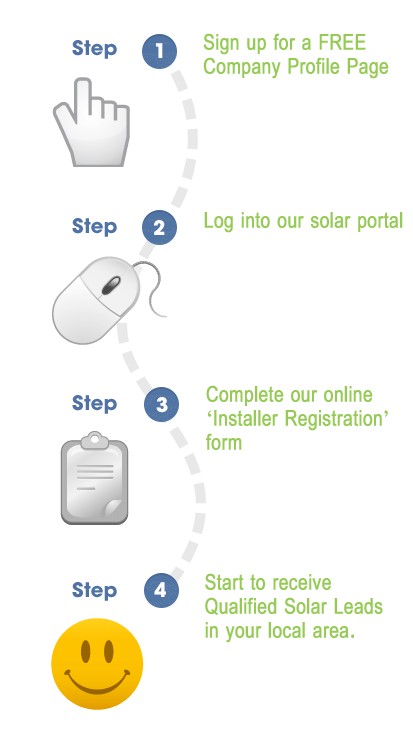 Step 1
Sign up for a FREE
Company Profile Page
Step 2
Log into our solar portal
Step 3
Complete our online
‘Installer Registration’
form
Step 4
Start to receive
Qualified Solar Leads
in your local area.